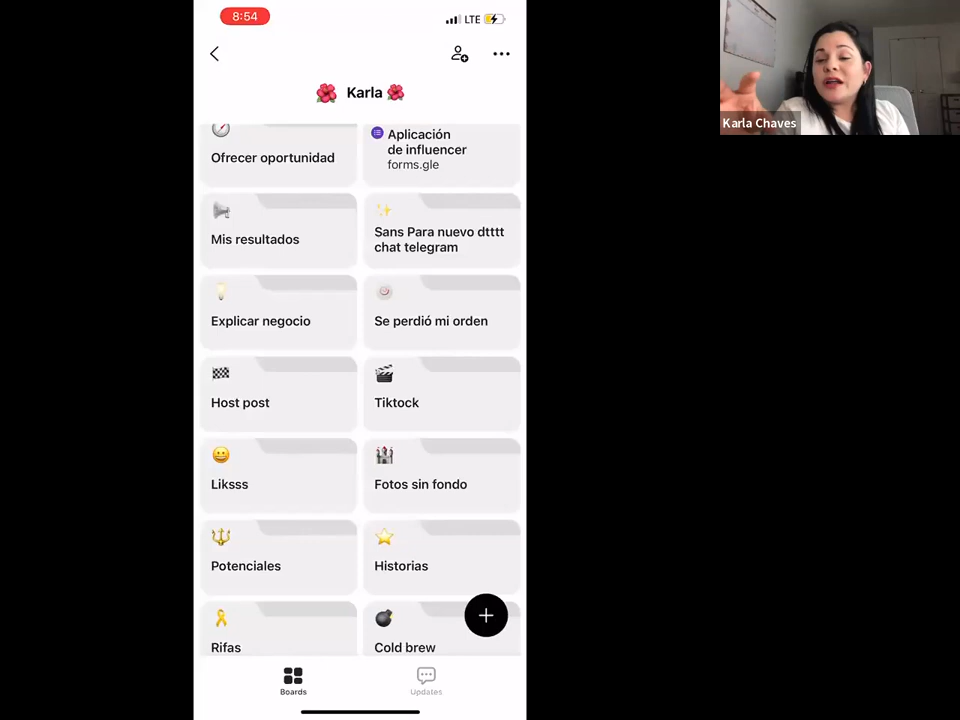 8:54
LTE
Karla
Ofrecer oportunidad
Aplicación
de influencer
forms.gle
Mis resultados
Sans Para nuevo dtttt
chat telegram
Explicar negocio
Se perdió mi orden
Host post
Tiktock
Liksss
Fotos sin fondo
Potenciales
Historias
Rifas
Cold brew
Boards
Updates
Karla Chaves